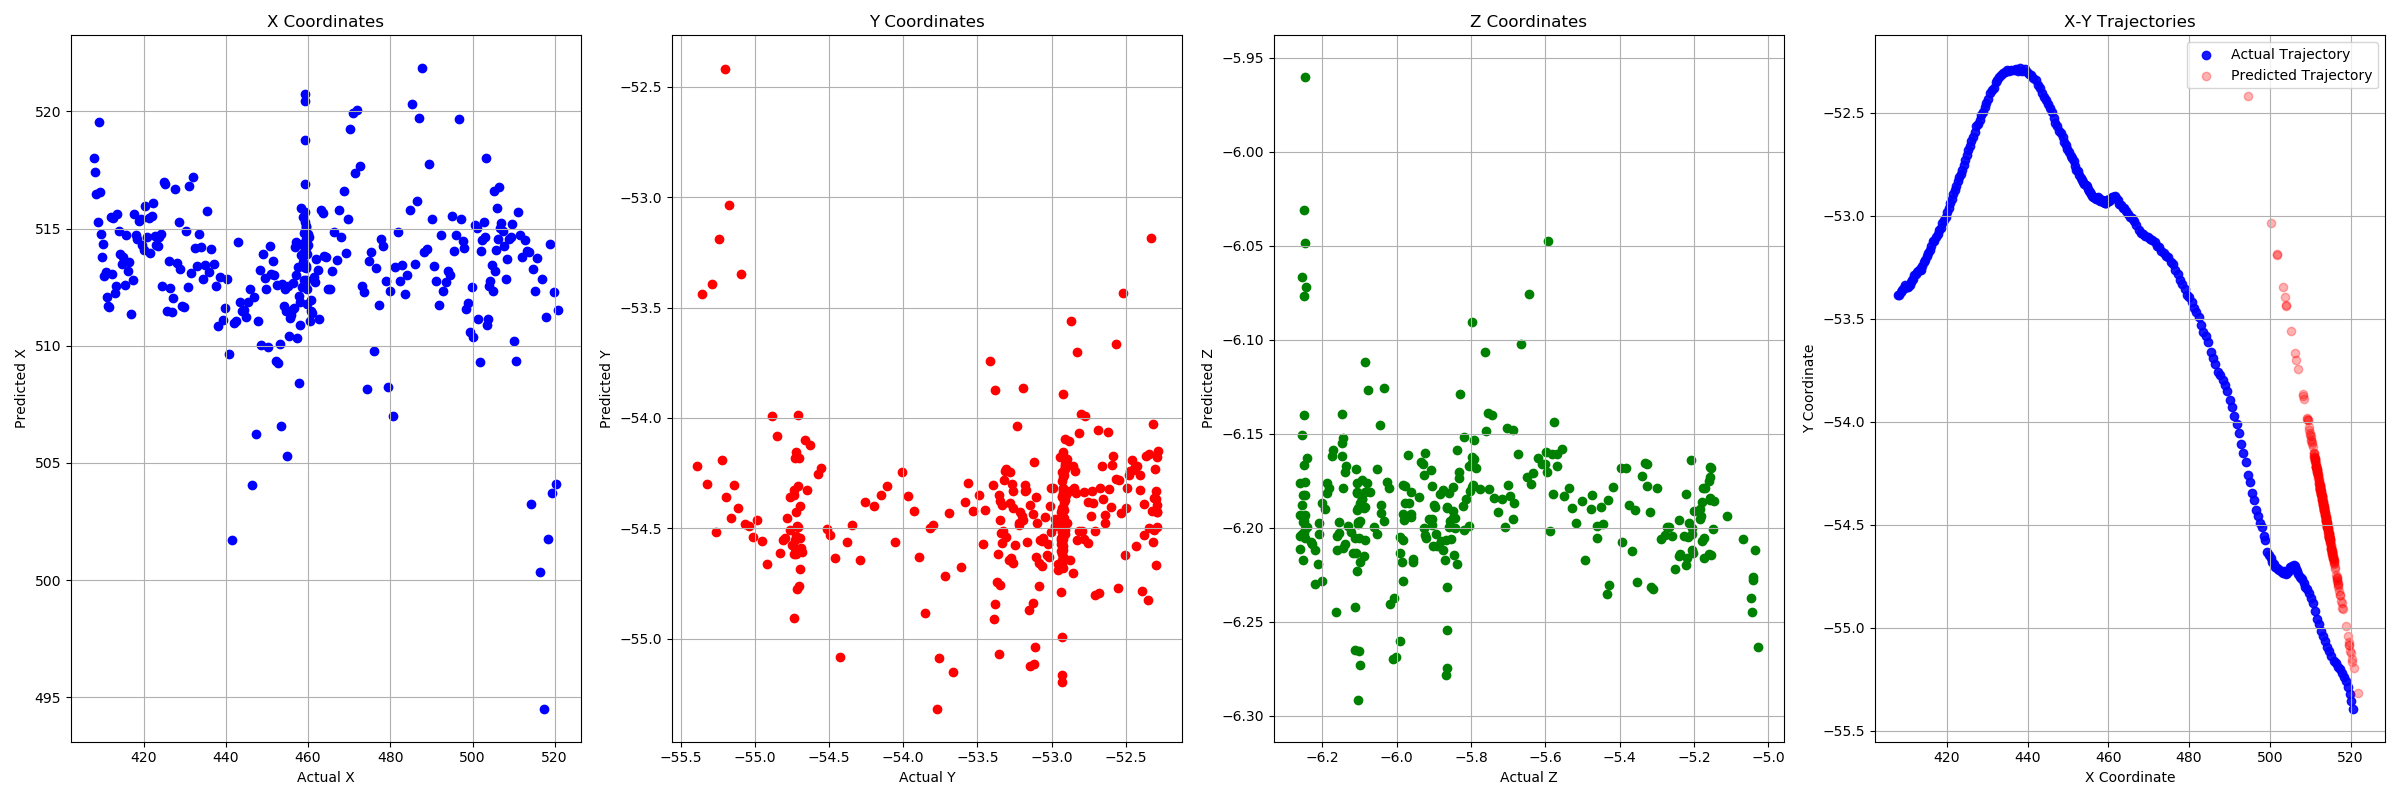 X Coordinates
Predicted X
520
515
510
505
500
495
420 440 460 480 500 520
Actual X
Y Coordinates
Predicted Y
−52.5
−53.0
−53.5
−54.0
−54.5
−55.0
−55.5 −55.0 −54.5 −54.0 −53.5 −53.0 −52.5
Actual Y
Z Coordinates
Predicted Z
−5.95
−6.00
−6.05
−6.10
−6.15
−6.20
−6.25
−6.30
−6.2 −6.0 −5.8 −5.6 −5.4 −5.2 −5.0
Actual Z
X-Y Trajectories
Actual Trajectory
Predicted Trajectory
Y Coordinate
−52.5
−53.0
−53.5
−54.0
−54.5
−55.0
−55.5
420 440 460 480 500 520
X Coordinate